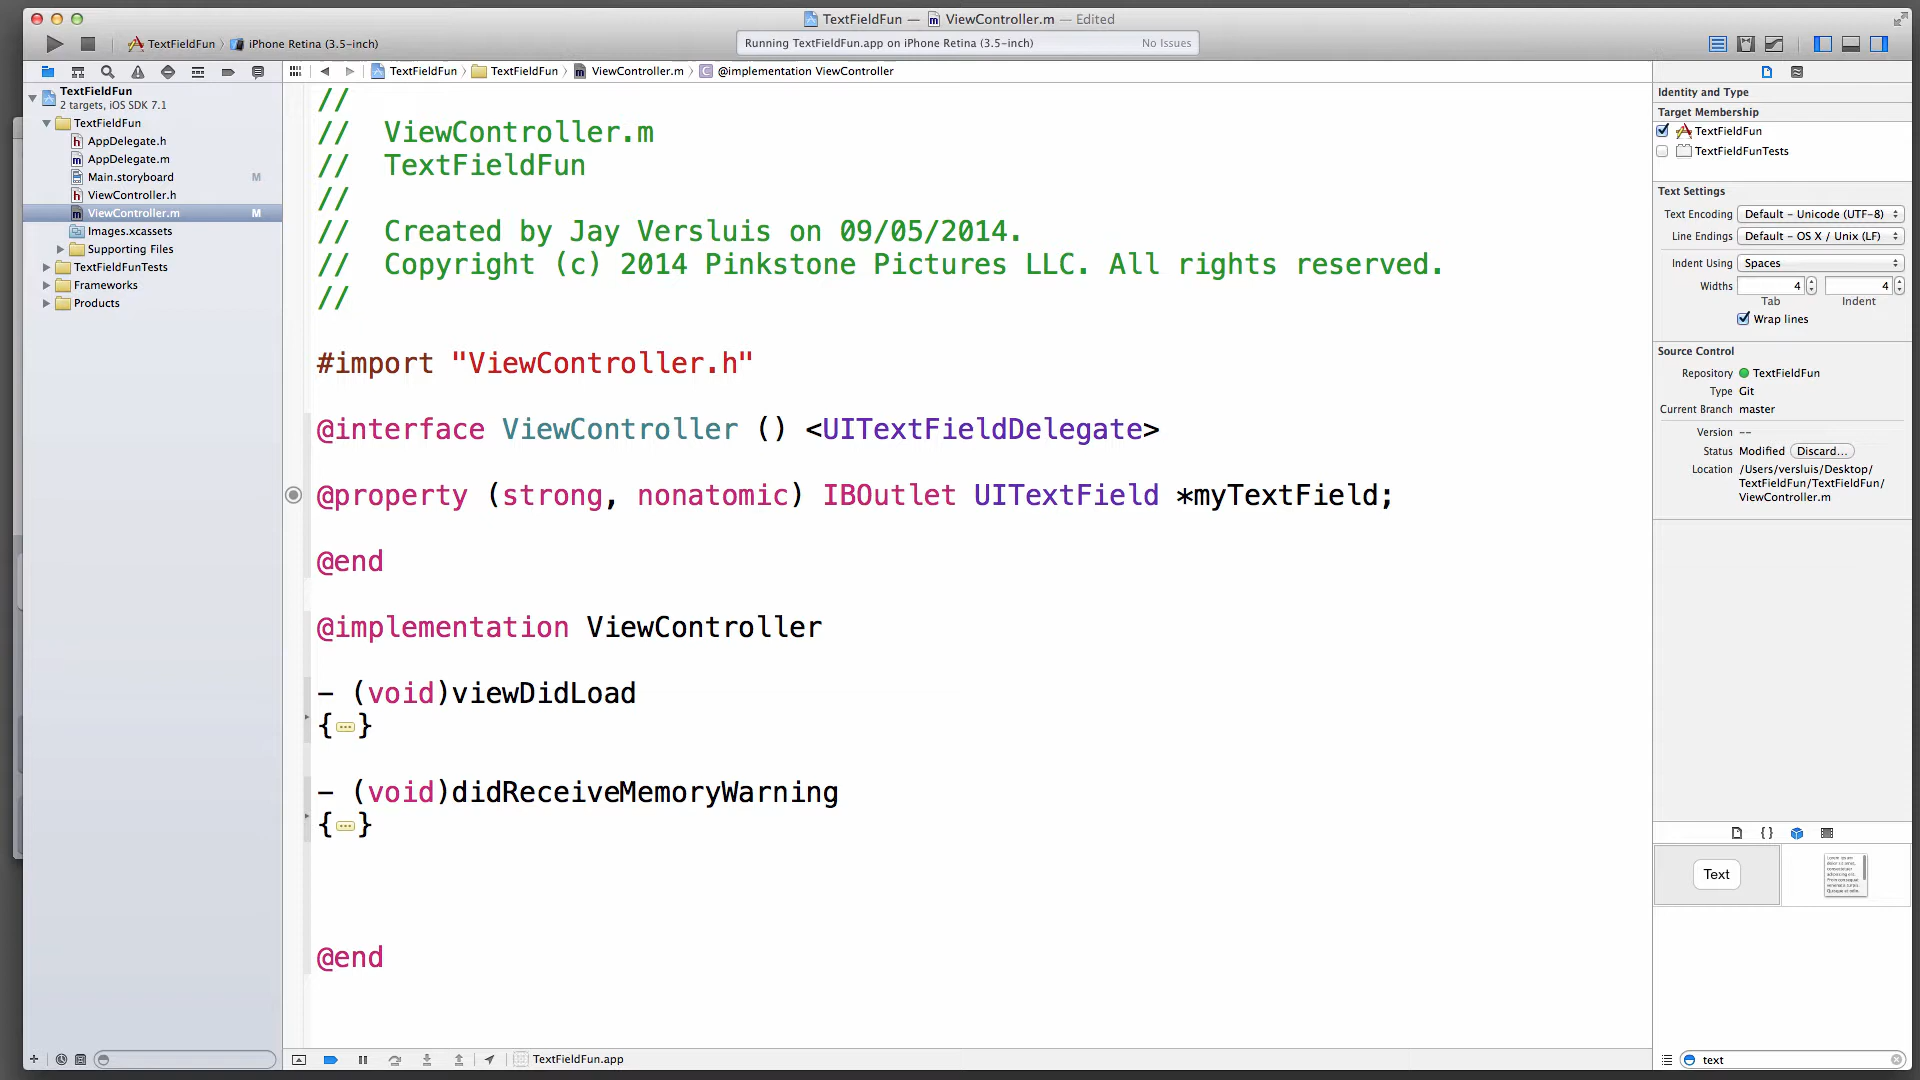 TextFieldFun — ViewController.m — Edited
TextFieldFun › iPhone Retina (3.5-inch)
Running TextFieldFun.app on iPhone Retina (3.5-inch) No Issues
TextFieldFun › TextFieldFun › ViewController.m › @implementation ViewController
TextFieldFun
2 targets, iOS SDK 7.1
TextFieldFun
AppDelegate.h
AppDelegate.m
Main.storyboard M
ViewController.h
ViewController.m M
Images.xcassets
Supporting Files
TextFieldFunTests
Frameworks
Products
//
// ViewController.m
// TextFieldFun
//
// Created by Jay Versluis on 09/05/2014.
// Copyright (c) 2014 Pinkstone Pictures LLC. All rights reserved.
//
#import "ViewController.h"
@interface ViewController () <UITextFieldDelegate>
@property (strong, nonatomic) IBOutlet UITextField *myTextField;
@end
@implementation ViewController
- (void)viewDidLoad
{...}
- (void)didReceiveMemoryWarning
{...}
@end
TextFieldFun.app
Identity and Type
Target Membership
TextFieldFun
TextFieldFunTests
Text Settings
Text Encoding Default - Unicode (UTF-8)
Line Endings Default - OS X / Unix (LF)
Indent Using Spaces
Widths 4 4
Tab Indent
Wrap lines
Source Control
Repository TextFieldFun
Type Git
Current Branch master
Version --
Status Modified Discard...
Location /Users/versluis/Desktop/
TextFieldFun/TextFieldFun/
ViewController.m
{ }
Text
text